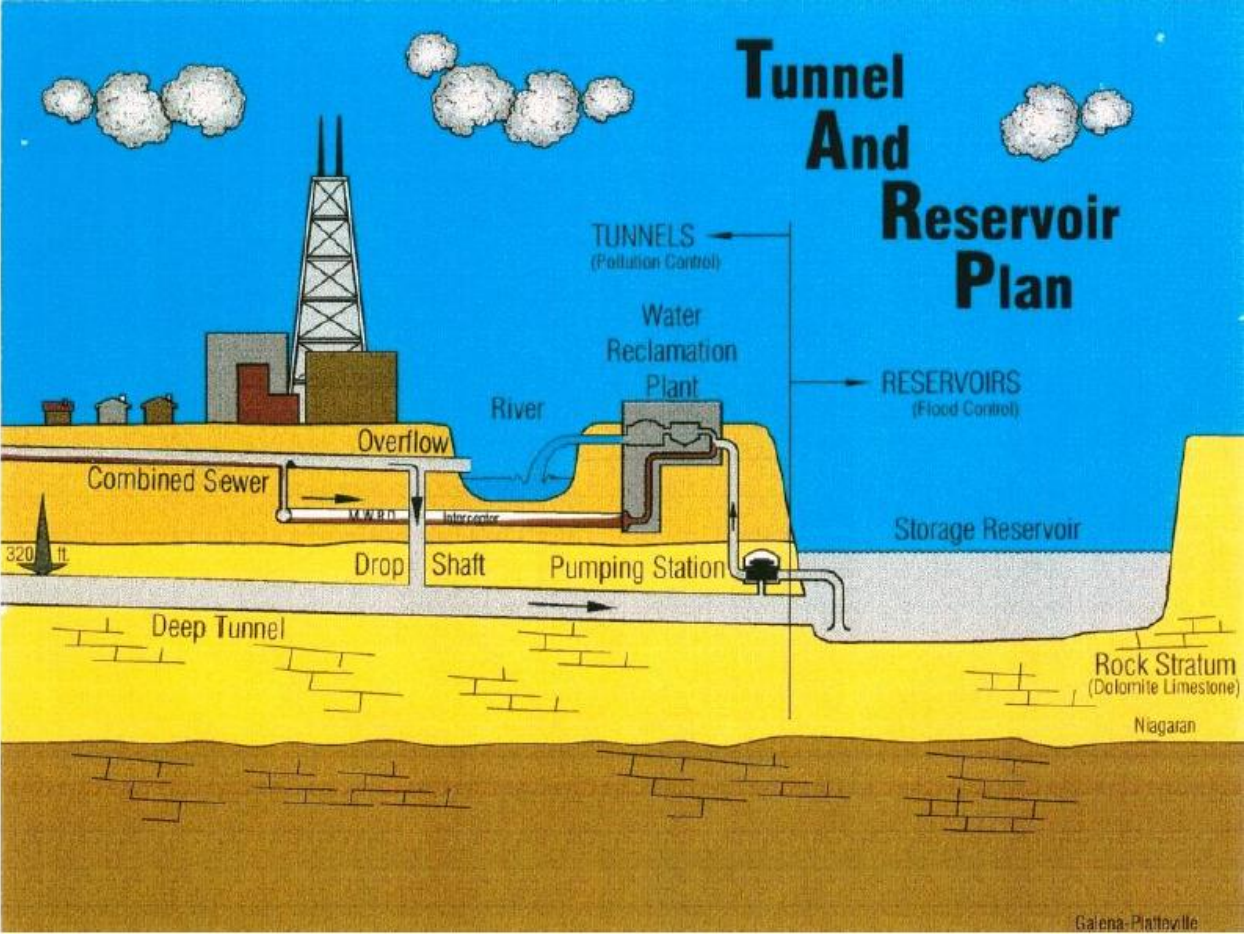 Tunnel
And
Reservoir
Plan
TUNNELS
(Pollution Control)
Water
Reclamation
Plant
RESERVOIRS
(Flood Control)
River
Overflow
Combined Sewer
M.W.R.D. Interceptor
Storage Reservoir
320 ft.
Drop Shaft
Pumping Station
Deep Tunnel
Rock Stratum
(Dolomite Limestone)
Niagaran
Galena-Platteville